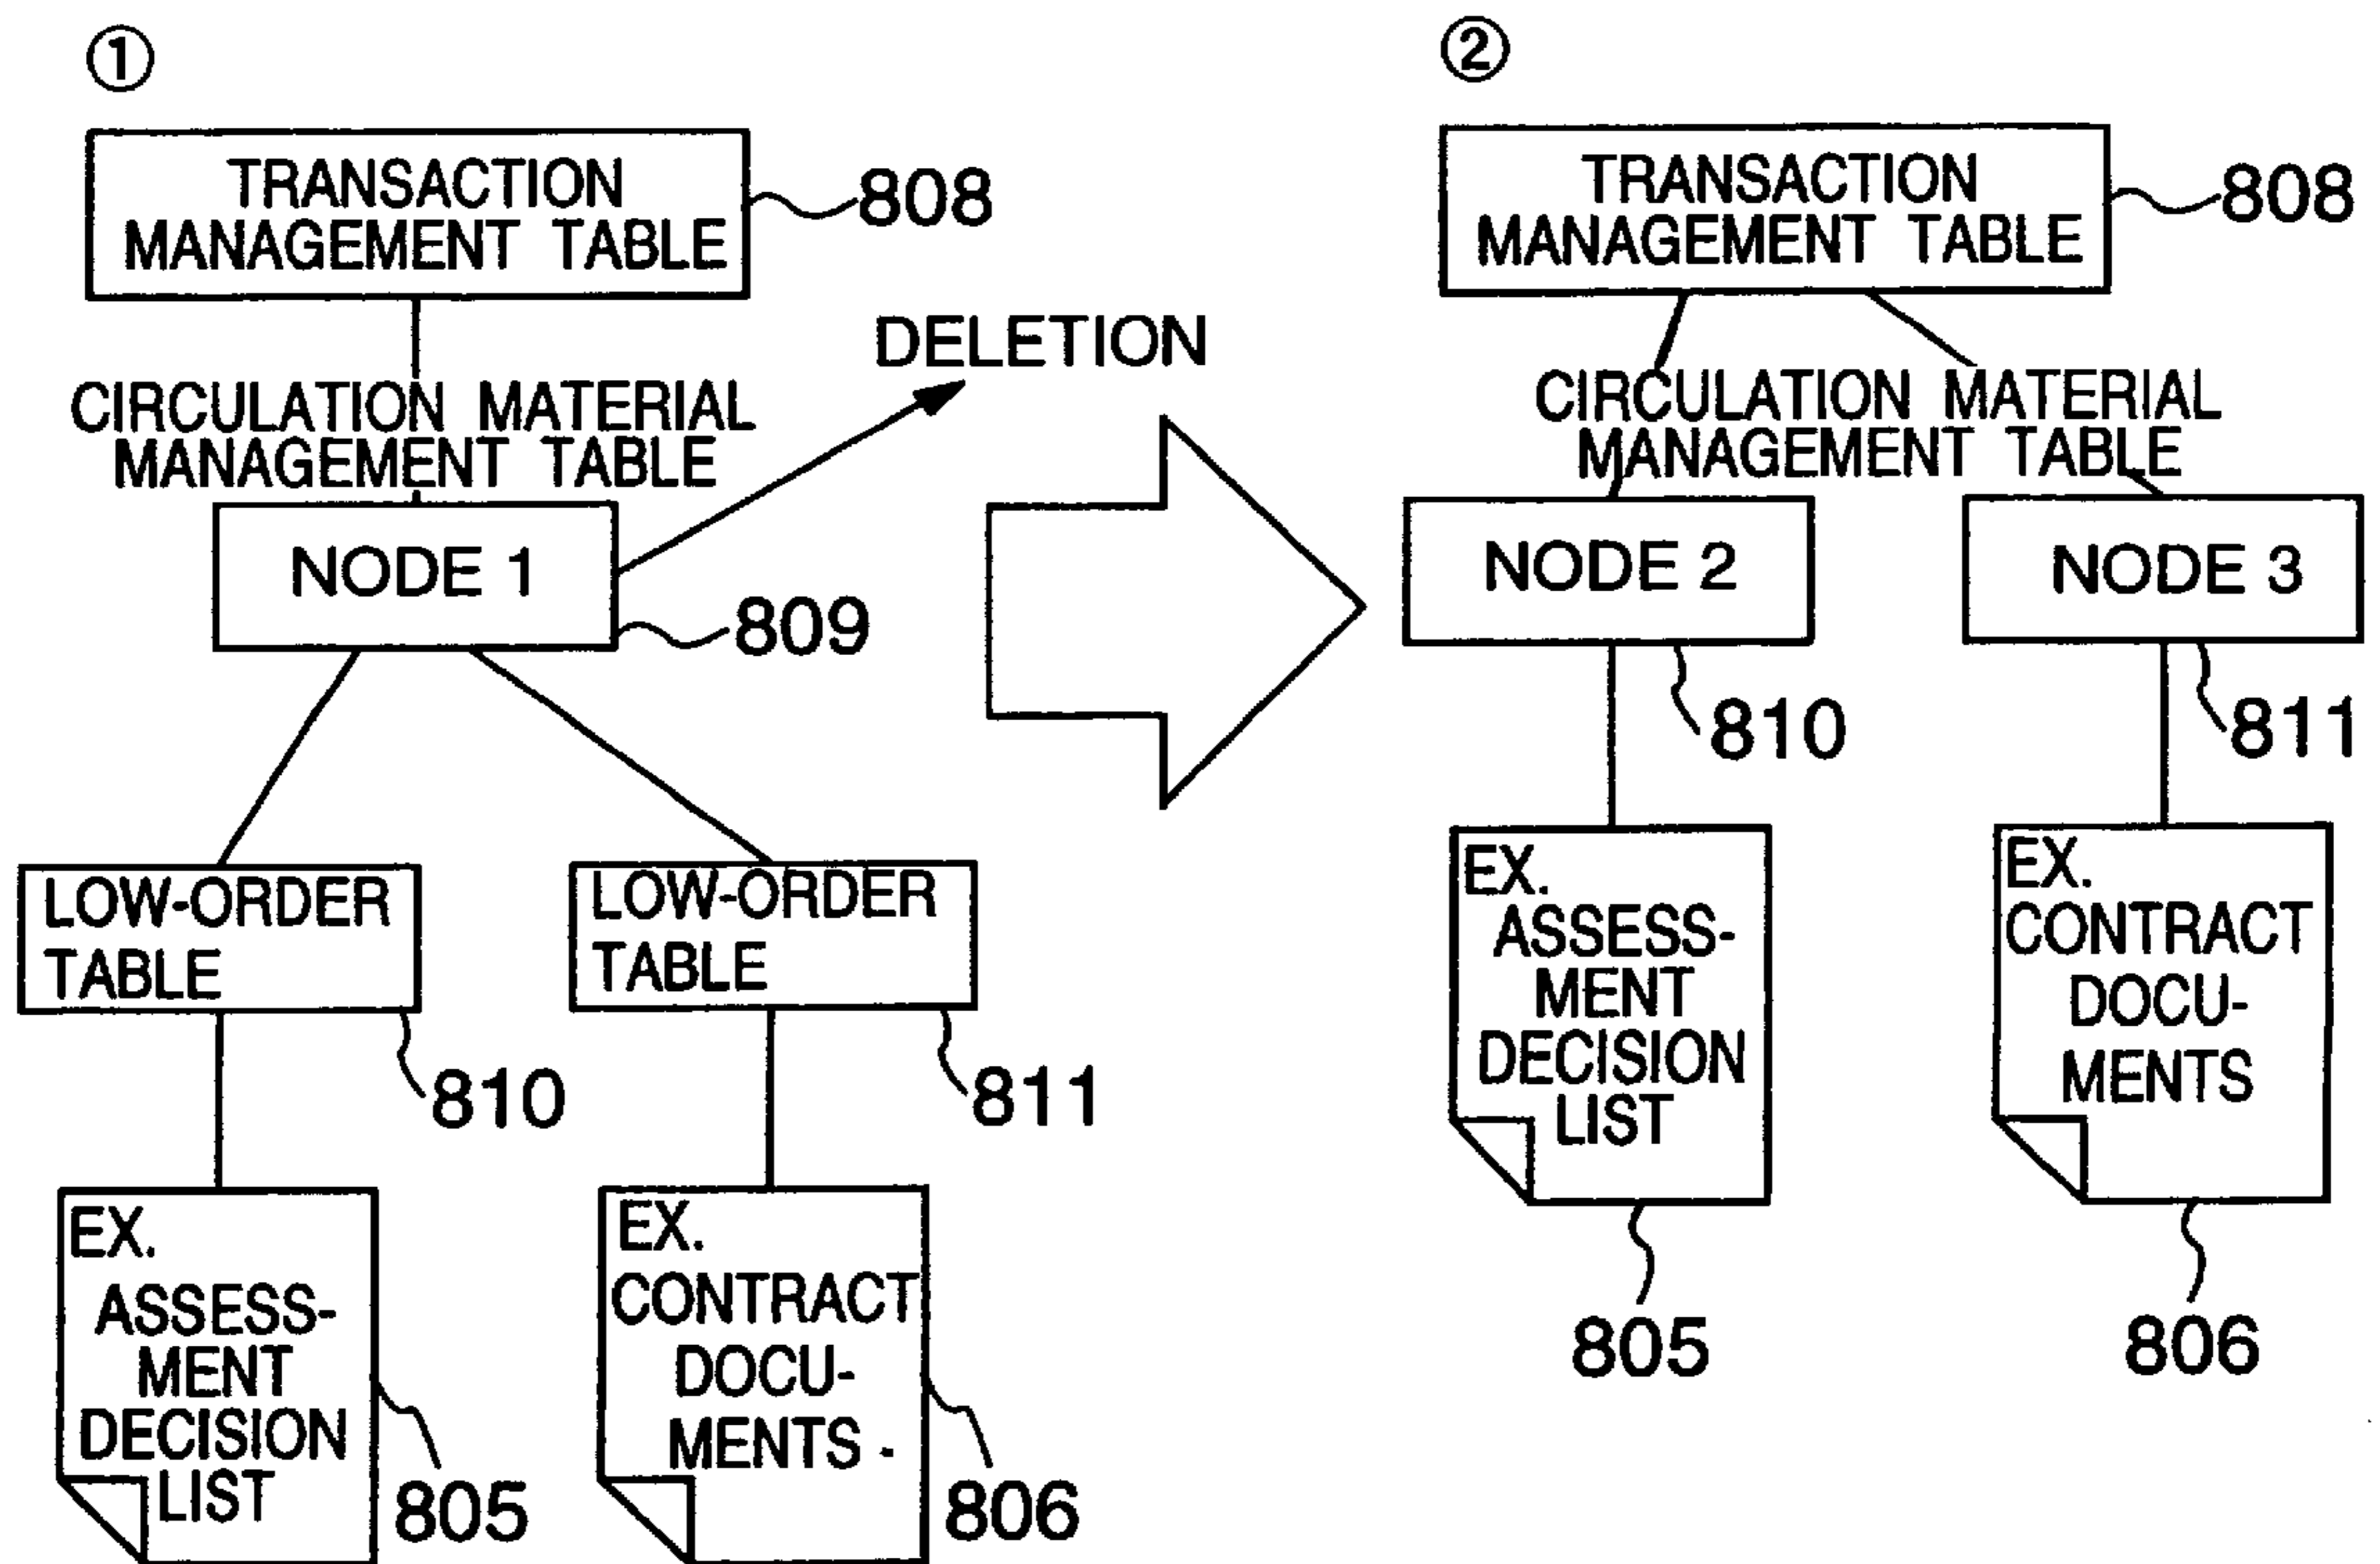 ①
TRANSACTION
MANAGEMENT TABLE
808
CIRCULATION MATERIAL
MANAGEMENT TABLE
DELETION
NODE 1
809
LOW-ORDER
TABLE
810
LOW-ORDER
TABLE
811
EX.
ASSESS-
MENT
DECISION
LIST
805
EX.
CONTRACT
DOCU-
MENTS
806
②
TRANSACTION
MANAGEMENT TABLE
808
CIRCULATION MATERIAL
MANAGEMENT TABLE
NODE 2
810
NODE 3
811
EX.
ASSESS-
MENT
DECISION
LIST
805
EX.
CONTRACT
DOCU-
MENTS
806